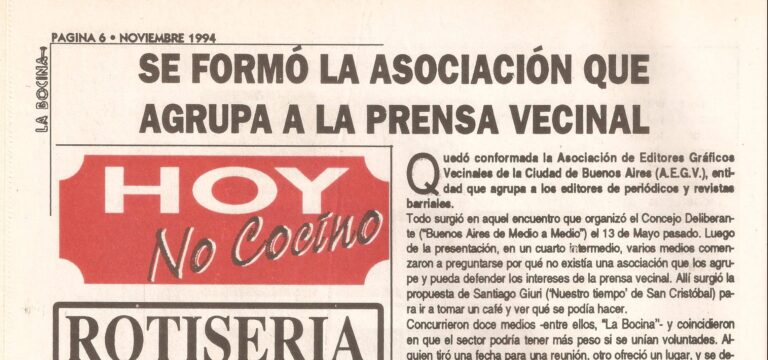 PAGINA 6 • NOVIEMBRE 1994
LA BOCINA
SE FORMÓ LA ASOCIACIÓN QUE
AGRUPA A LA PRENSA VECINAL
HOY
No Cocino
ROTISERIA
Quedó conformada la Asociación de Editores Gráficos
Vecinales de la Ciudad de Buenos Aires (A.E.G.V.), enti-
dad que agrupa a los editores de periódicos y revistas
barriales.
Todo surgió en aquel encuentro que organizó el Concejo Deliberan-
te ("Buenos Aires de Medio a Medio") el 13 de Mayo pasado. Luego
de la presentación, en un cuarto intermedio, varios medios comen-
zaron a preguntarse por qué no existía una asociación que los agru-
pe y pueda defender los intereses de la prensa vecinal. Allí surgió la
propuesta de Santiago Giuri ('Nuestro tiempo' de San Cristóbal) pa-
ra ir a tomar un café y ver qué se podía hacer.
Concurrieron doce medios -entre ellos, "La Bocina"- y coincidieron
en que el sector podría tener más peso si se unían voluntades. Al-
guien tiró una fecha para una reunión, otro ofreció un lugar, y se de-